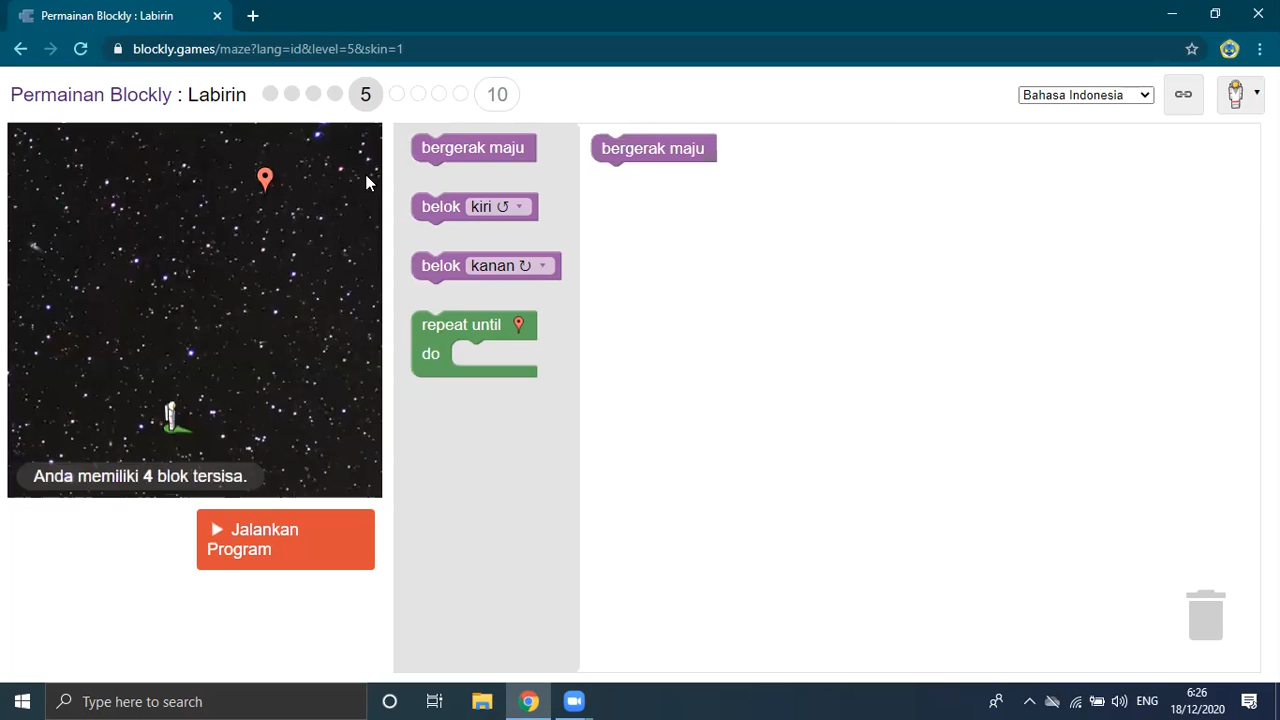 Permainan Blockly : Labirin
blockly.games/maze?lang=id&level=5&skin=1
Permainan Blockly : Labirin
5
10
Bahasa Indonesia
bergerak maju
bergerak maju
belok kiri ↺
belok kanan ↻
repeat until
do
Anda memiliki 4 blok tersisa.
Jalankan
Program
Type here to search
ENG
6:26
18/12/2020